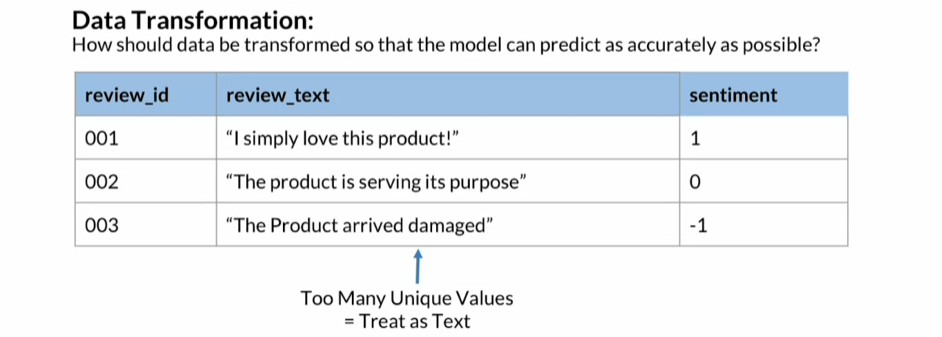 Data Transformation:
How should data be transformed so that the model can predict as accurately as possible?
review_id review_text sentiment
001 “I simply love this product!” 1
002 “The product is serving its purpose” 0
003 “The Product arrived damaged” -1
Too Many Unique Values
= Treat as Text